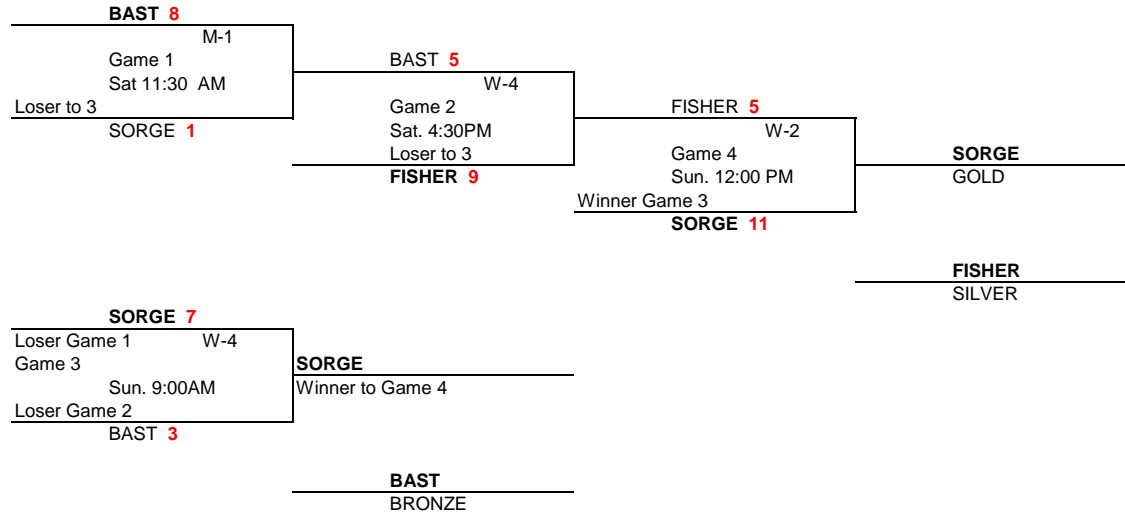 BAST 8
M-1
Game 1
Sat 11:30 AM
Loser to 3
SORGE 1
BAST 5
W-4
Game 2
Sat. 4:30PM
Loser to 3
FISHER 9
FISHER 5
W-2
Game 4
Sun. 12:00 PM
Winner Game 3
SORGE 11
SORGE
GOLD
FISHER
SILVER
SORGE 7
Loser Game 1 W-4
Game 3
Sun. 9:00AM
Loser Game 2
BAST 3
SORGE
Winner to Game 4
BAST
BRONZE